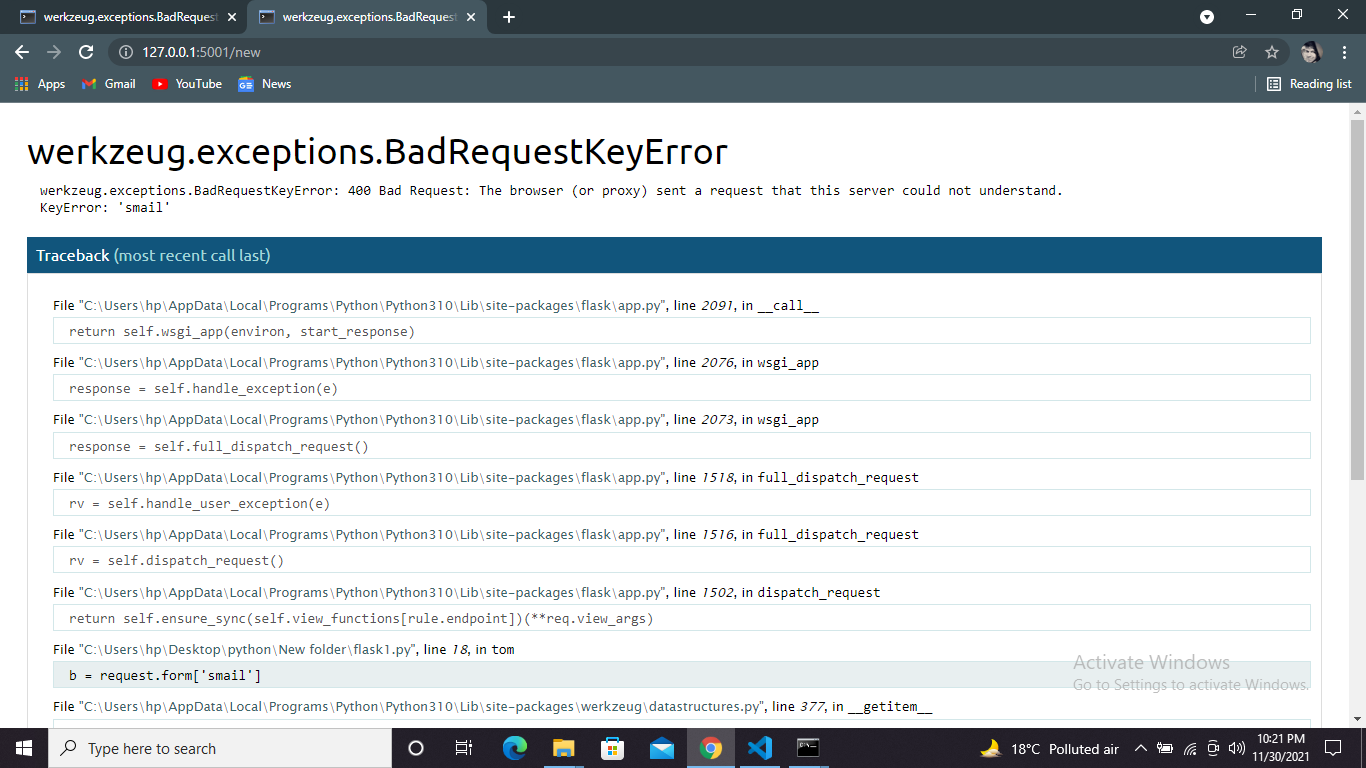 werkzeug.exceptions.BadRequest
werkzeug.exceptions.BadRequest
127.0.0.1:5001/new
Apps
Gmail
YouTube
News
Reading list
werkzeug.exceptions.BadRequestKeyError
werkzeug.exceptions.BadRequestKeyError: 400 Bad Request: The browser (or proxy) sent a request that this server could not understand.
KeyError: 'smail'
Traceback (most recent call last)
File "C:\Users\hp\AppData\Local\Programs\Python\Python310\Lib\site-packages\flask\app.py", line 2091, in __call__
return self.wsgi_app(environ, start_response)
File "C:\Users\hp\AppData\Local\Programs\Python\Python310\Lib\site-packages\flask\app.py", line 2076, in wsgi_app
response = self.handle_exception(e)
File "C:\Users\hp\AppData\Local\Programs\Python\Python310\Lib\site-packages\flask\app.py", line 2073, in wsgi_app
response = self.full_dispatch_request()
File "C:\Users\hp\AppData\Local\Programs\Python\Python310\Lib\site-packages\flask\app.py", line 1518, in full_dispatch_request
rv = self.handle_user_exception(e)
File "C:\Users\hp\AppData\Local\Programs\Python\Python310\Lib\site-packages\flask\app.py", line 1516, in full_dispatch_request
rv = self.dispatch_request()
File "C:\Users\hp\AppData\Local\Programs\Python\Python310\Lib\site-packages\flask\app.py", line 1502, in dispatch_request
return self.ensure_sync(self.view_functions[rule.endpoint])(**req.view_args)
File "C:\Users\hp\Desktop\python\New folder\flask1.py", line 18, in tom
b = request.form['smail']
File "C:\Users\hp\AppData\Local\Programs\Python\Python310\Lib\site-packages\werkzeug\datastructures.py", line 377, in __getitem__
Activate Windows
Go to Settings to activate Windows.
Type here to search
18°C Polluted air
10:21 PM
11/30/2021